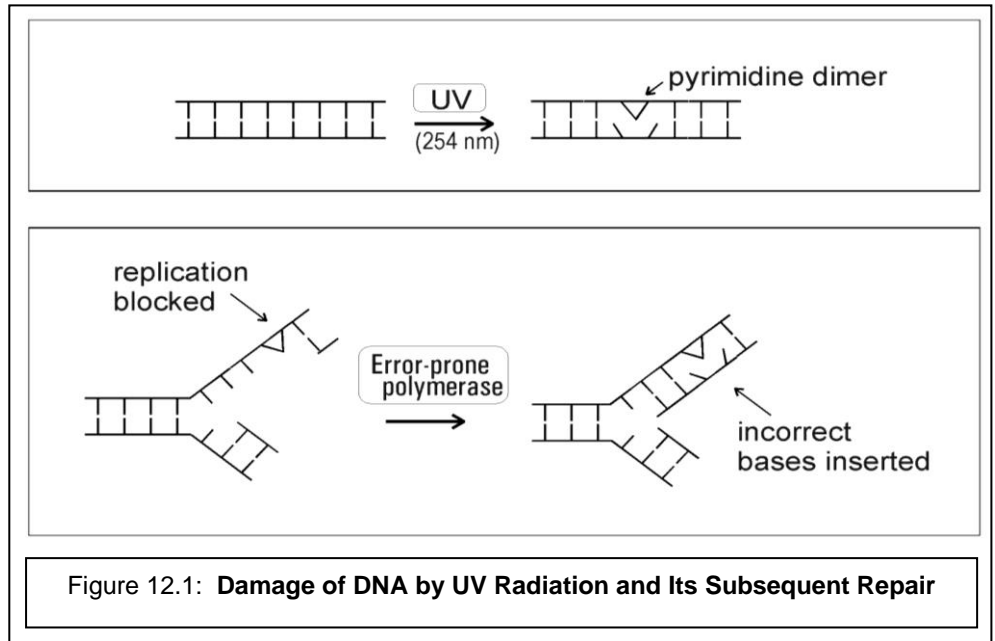 UV
(254 nm)
pyrimidine dimer
replication
blocked
Error-prone
polymerase
incorrect
bases inserted
Figure 12.1: Damage of DNA by UV Radiation and Its Subsequent Repair